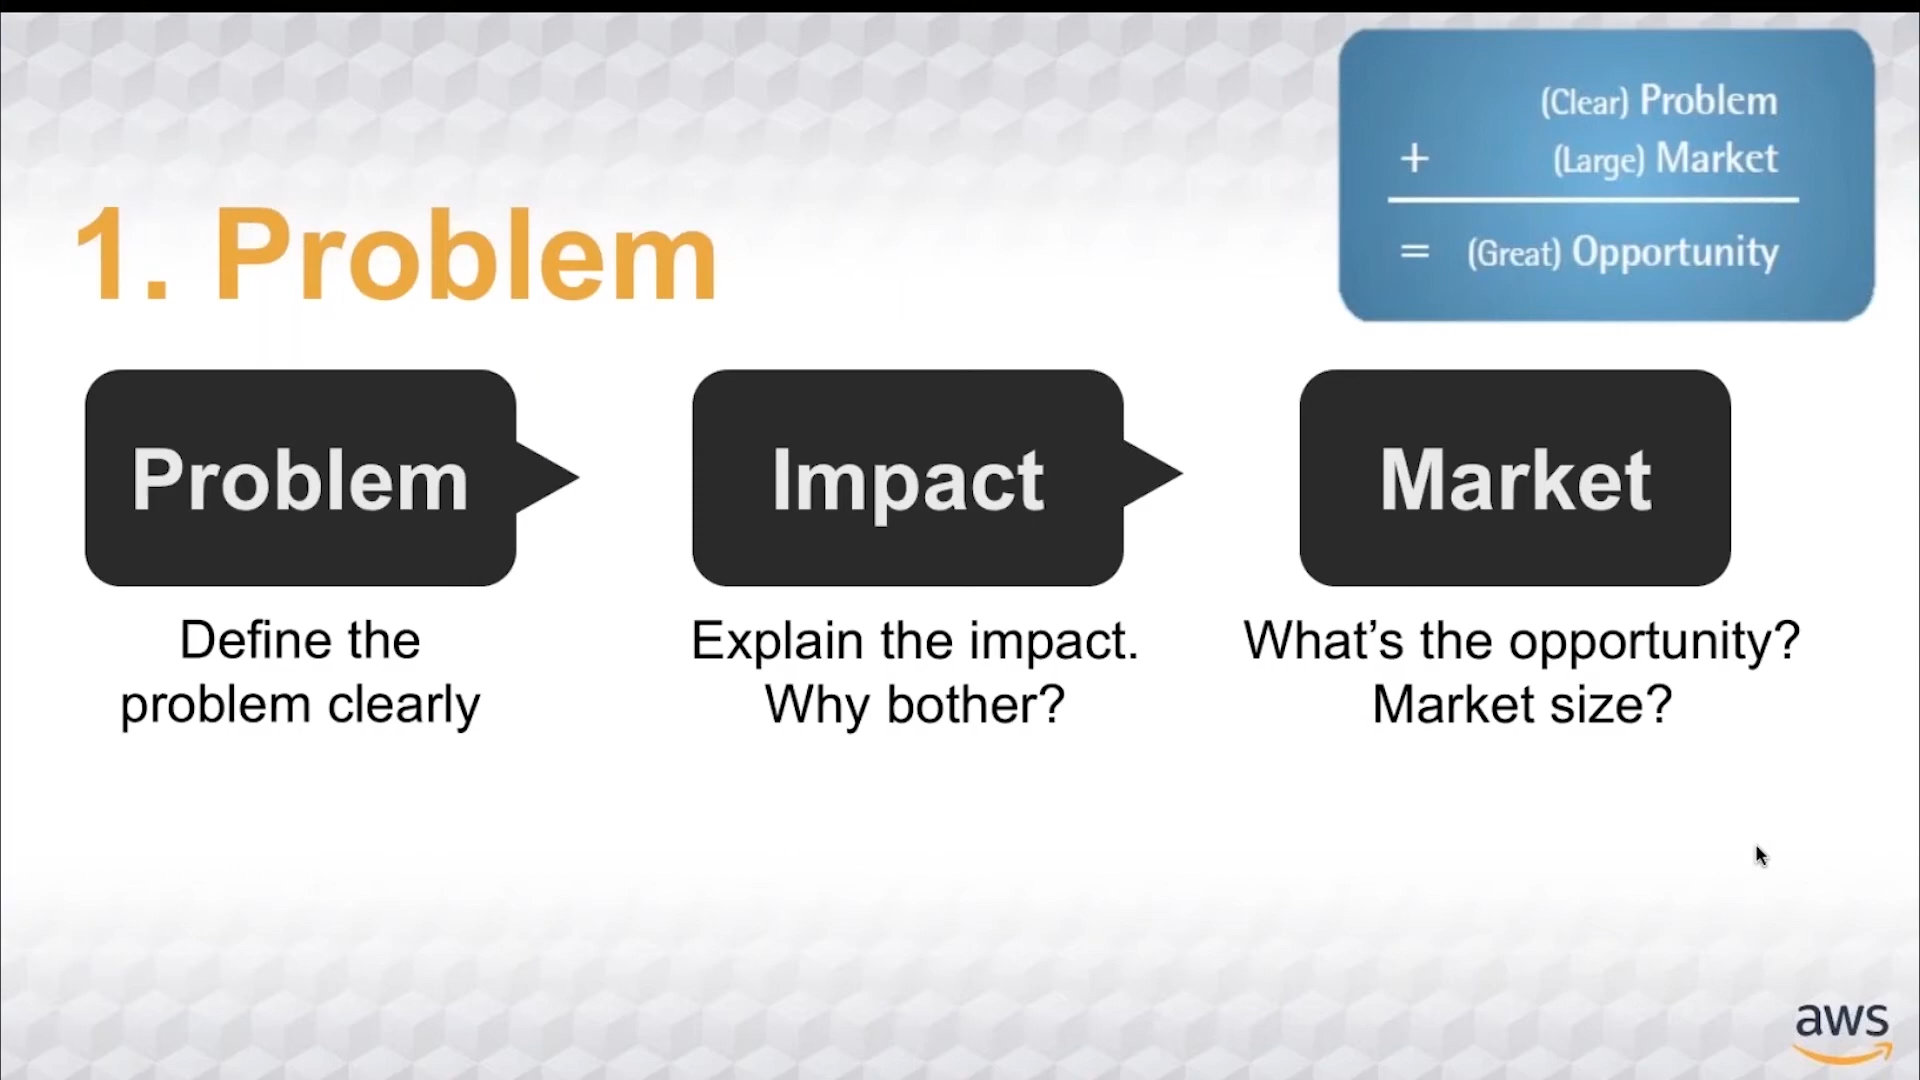 (Clear) Problem
+ (Large) Market
= (Great) Opportunity
1. Problem
Problem
Define the
problem clearly
Impact
Explain the impact.
Why bother?
Market
What’s the opportunity?
Market size?
aws